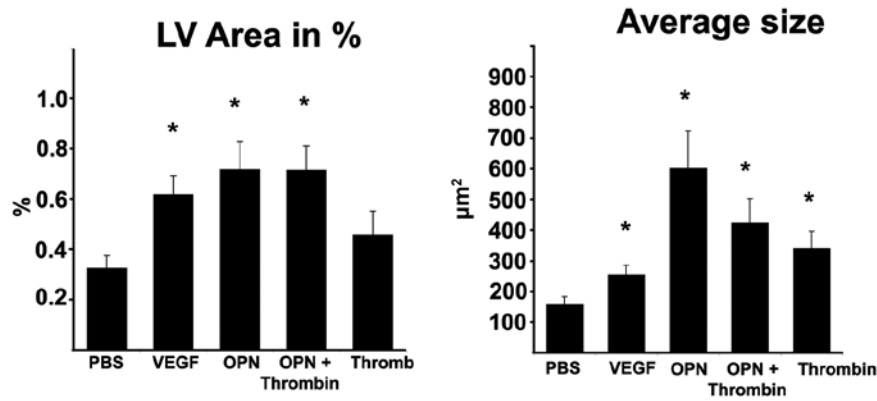 LV Area in %
%
1.0
0.8
0.6
0.4
0.2
*
*
*
PBS
VEGF
OPN
OPN +
Thrombin
Thromb
Average size
µm²
900
800
700
600
500
400
300
200
100
*
*
*
*
PBS
VEGF
OPN
OPN +
Thrombin
Thrombin